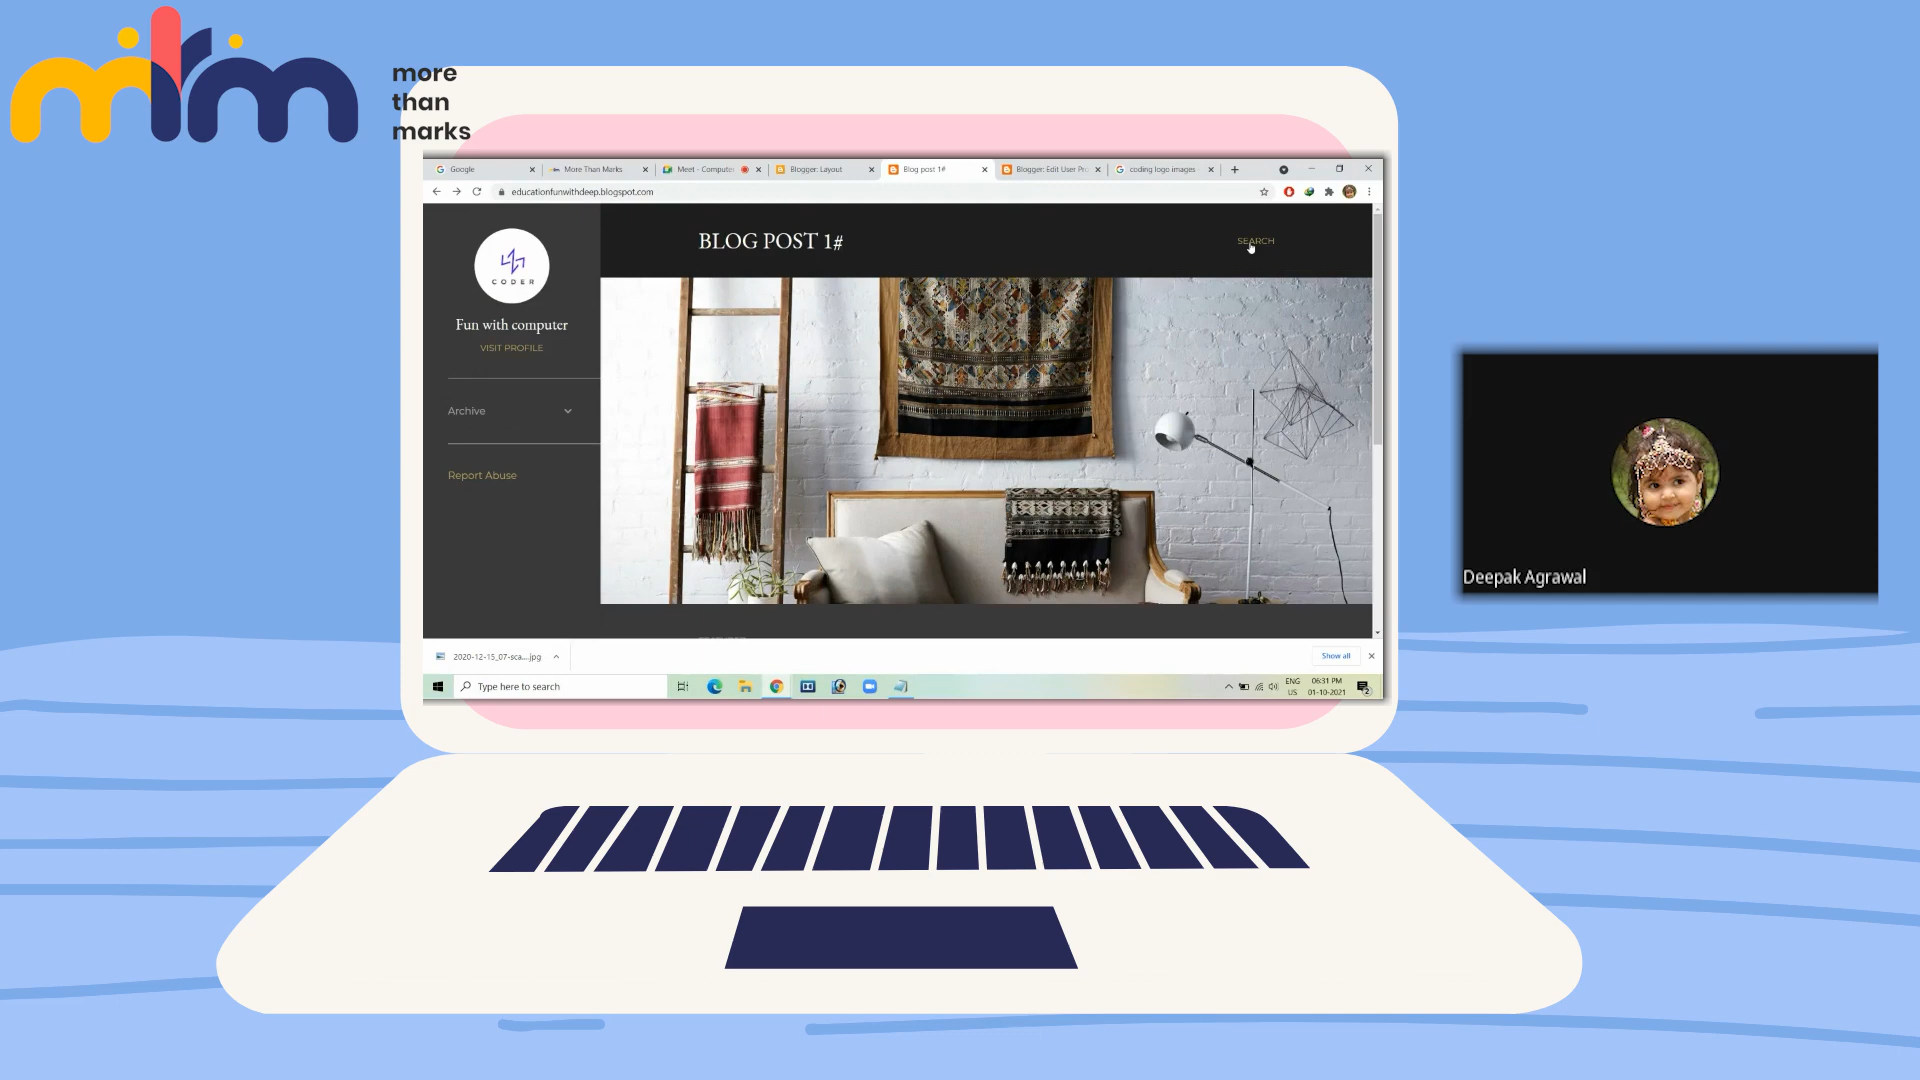 mtm
more
than
marks
Google
More Than Marks
Meet - Compute
Blogger: Layout
Blog post 1#
Blogger: Edit User Pro
coding logo images
educationfunwithdeep.blogspot.com
CODER
Fun with computer
VISIT PROFILE
Archive
Report Abuse
BLOG POST 1#
SEARCH
Deepak Agrawal
2020-12-15_07-sca....jpg
Show all
Type here to search
ENG
US
06:31 PM
01-10-2021
2